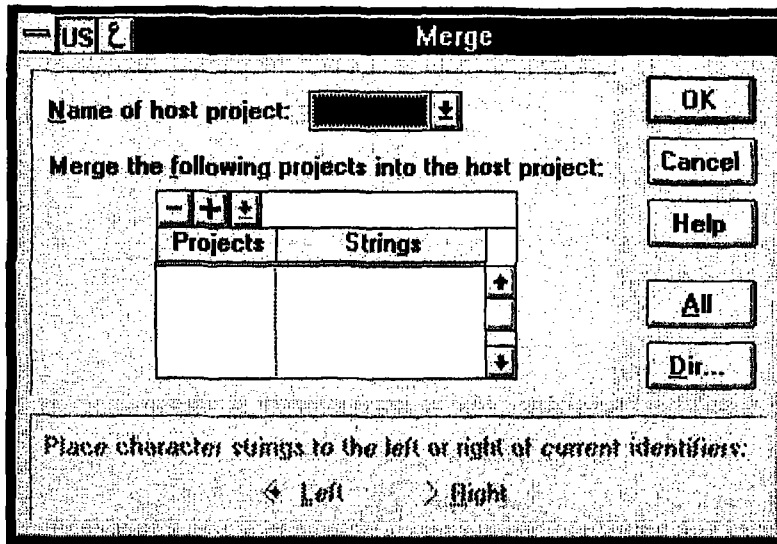 US ع Merge
Name of host project:
Merge the following projects into the host project:
Projects Strings
OK
Cancel
Help
All
Dir...
Place character strings to the left or right of current identifiers:
Left Right